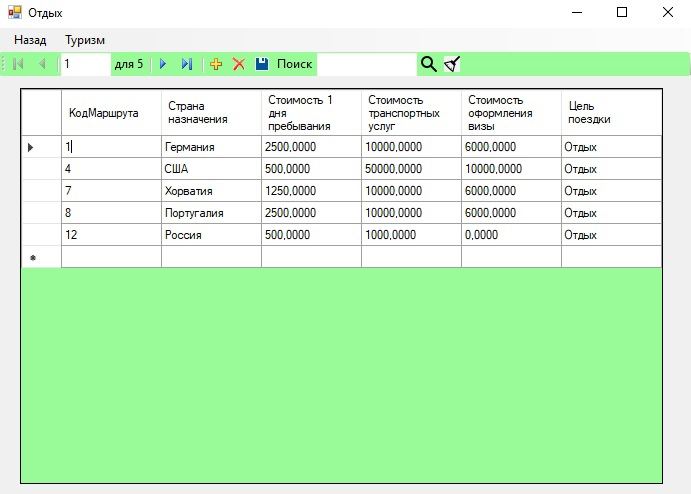 Отдых
Назад Туризм
1 для 5 Поиск
КодМаршрута Страна назначения Стоимость 1 дня пребывания Стоимость транспортных услуг Стоимость оформления визы Цель поездки
1 Германия 2500,0000 10000,0000 6000,0000 Отдых
4 США 500,0000 50000,0000 10000,0000 Отдых
7 Хорватия 1250,0000 10000,0000 6000,0000 Отдых
8 Португалия 2500,0000 10000,0000 6000,0000 Отдых
12 Россия 500,0000 1000,0000 0,0000 Отдых